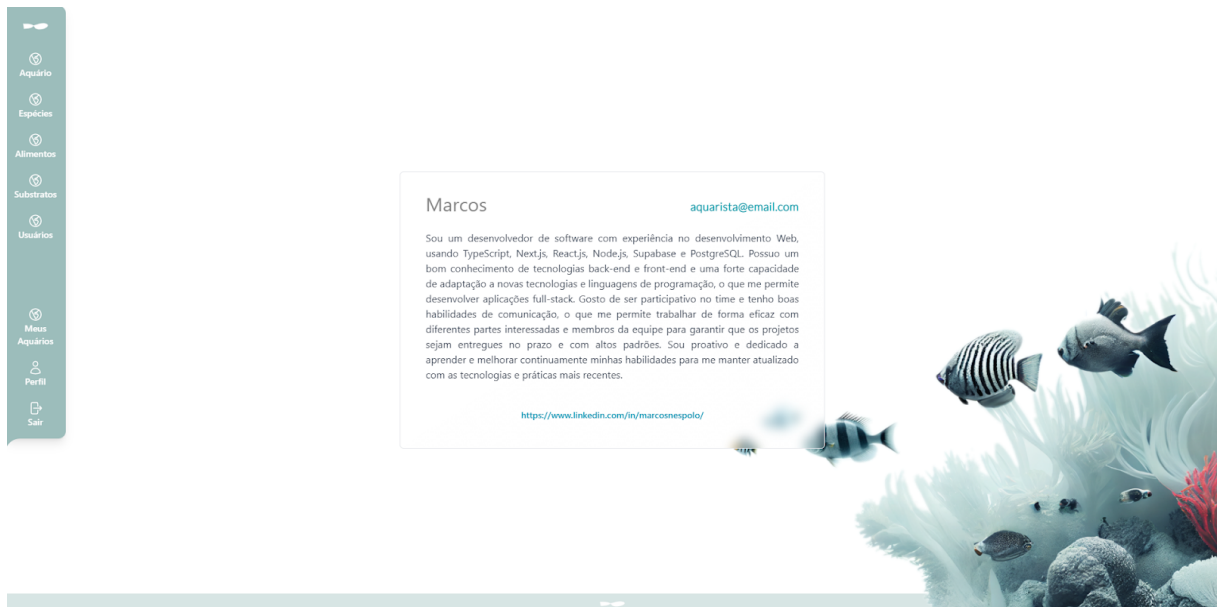 Aquário
Espécies
Alimentos
Substratos
Usuários
Meus
Aquários
Perfil
Sair
Marcos
aquarista@email.com
Sou um desenvolvedor de software com experiência no desenvolvimento Web,
usando TypeScript, Next.js, React.js, Node.js, Supabase e PostgreSQL. Possuo um
bom conhecimento de tecnologias back-end e front-end e uma forte capacidade
de adaptação a novas tecnologias e linguagens de programação, o que me permite
desenvolver aplicações full-stack. Gosto de ser participativo no time e tenho boas
habilidades de comunicação, o que me permite trabalhar de forma eficaz com
diferentes partes interessadas e membros da equipe para garantir que os projetos
sejam entregues no prazo e com altos padrões. Sou proativo e dedicado a
aprender e melhorar continuamente minhas habilidades para me manter atualizado
com as tecnologias e práticas mais recentes.
https://www.linkedin.com/in/marcosnespolo/